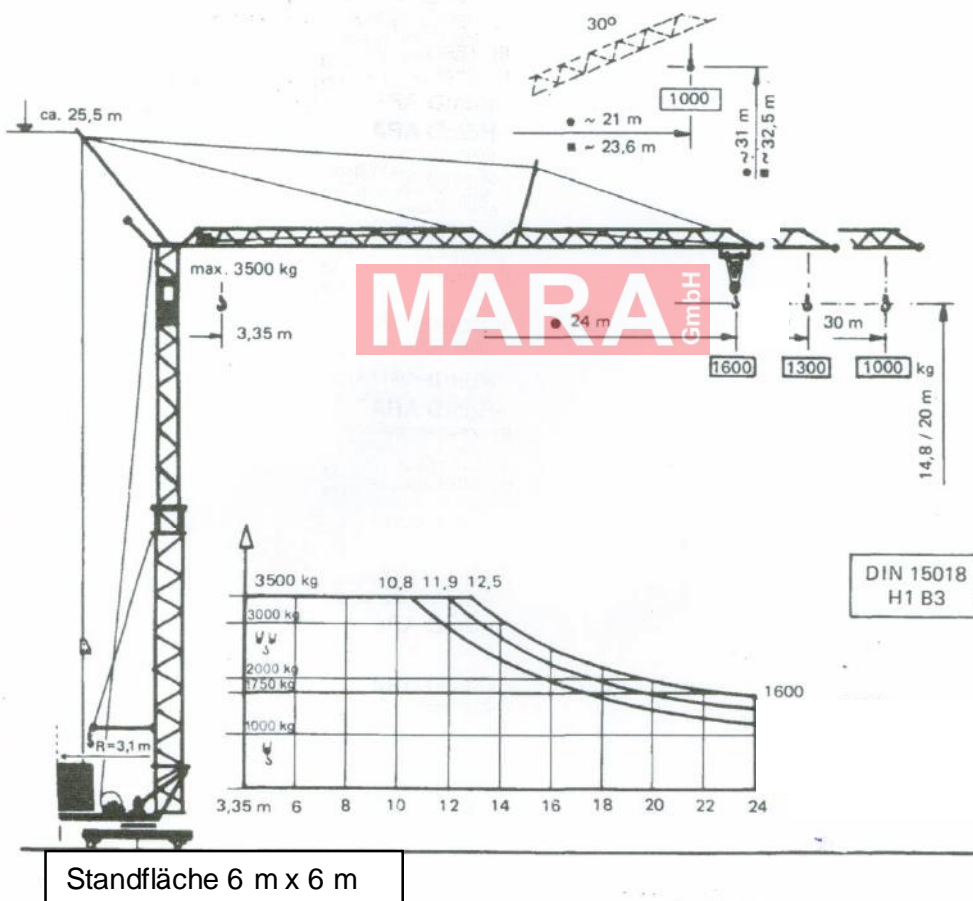 30°
1000
ca. 25,5 m
● ~ 21 m
■ ~ 23,6 m
● ~ 31 m
■ ~ 32,5 m
max. 3500 kg
3,35 m
MARA GmbH
● 24 m
30 m
1600
1300
1000 kg
14,8 / 20 m
DIN 15018
H1 B3
3500 kg
10,8 11,9 12,5
3000 kg
2000 kg
1750 kg
1600
1000 kg
R=3,1 m
3,35 m 6 8 10 12 14 16 18 20 22 24
Standfläche 6 m x 6 m